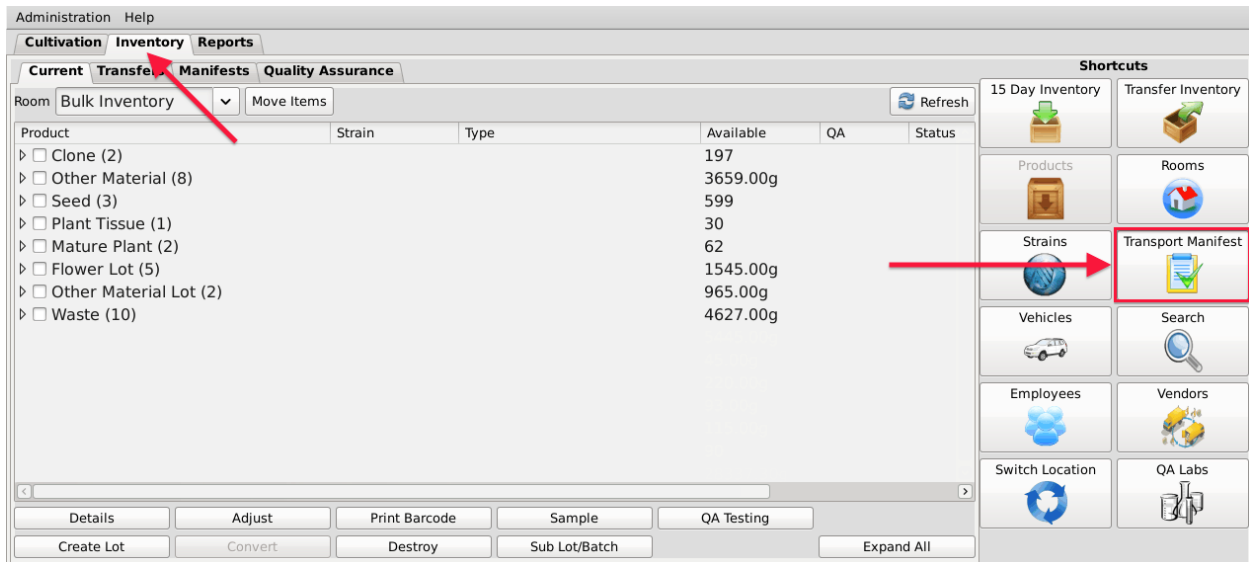 Administration Help
Cultivation Inventory Reports
Current Transfers Manifests Quality Assurance
Shortcuts
Room Bulk Inventory Move Items Refresh
Product Strain Type Available QA Status
Clone (2) 197
Other Material (8) 3659.00g
Seed (3) 599
Plant Tissue (1) 30
Mature Plant (2) 62
Flower Lot (5) 1545.00g
Other Material Lot (2) 965.00g
Waste (10) 4627.00g
Details Adjust Print Barcode Sample QA Testing
Create Lot Convert Destroy Sub Lot/Batch Expand All
15 Day Inventory Transfer Inventory
Products Rooms
Strains Transport Manifest
Vehicles Search
Employees Vendors
Switch Location QA Labs